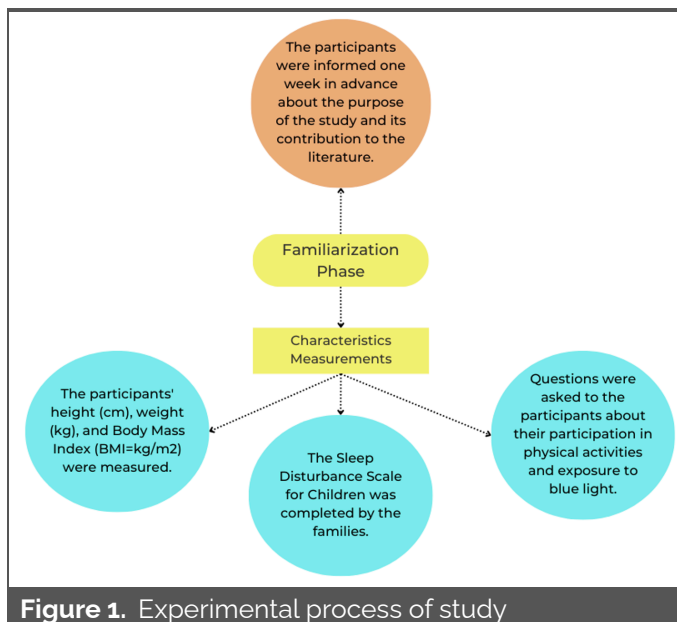 The participants
were informed one
week in advance
about the purpose
of the study and its
contribution to the
literature.
Familiarization
Phase
Characteristics
Measurements
The participants'
height (cm), weight
(kg), and Body Mass
Index (BMI=kg/m2)
were measured.
The Sleep
Disturbance Scale
for Children was
completed by the
families.
Questions were
asked to the
participants about
their participation in
physical activities
and exposure to
blue light.
Figure 1. Experimental process of study